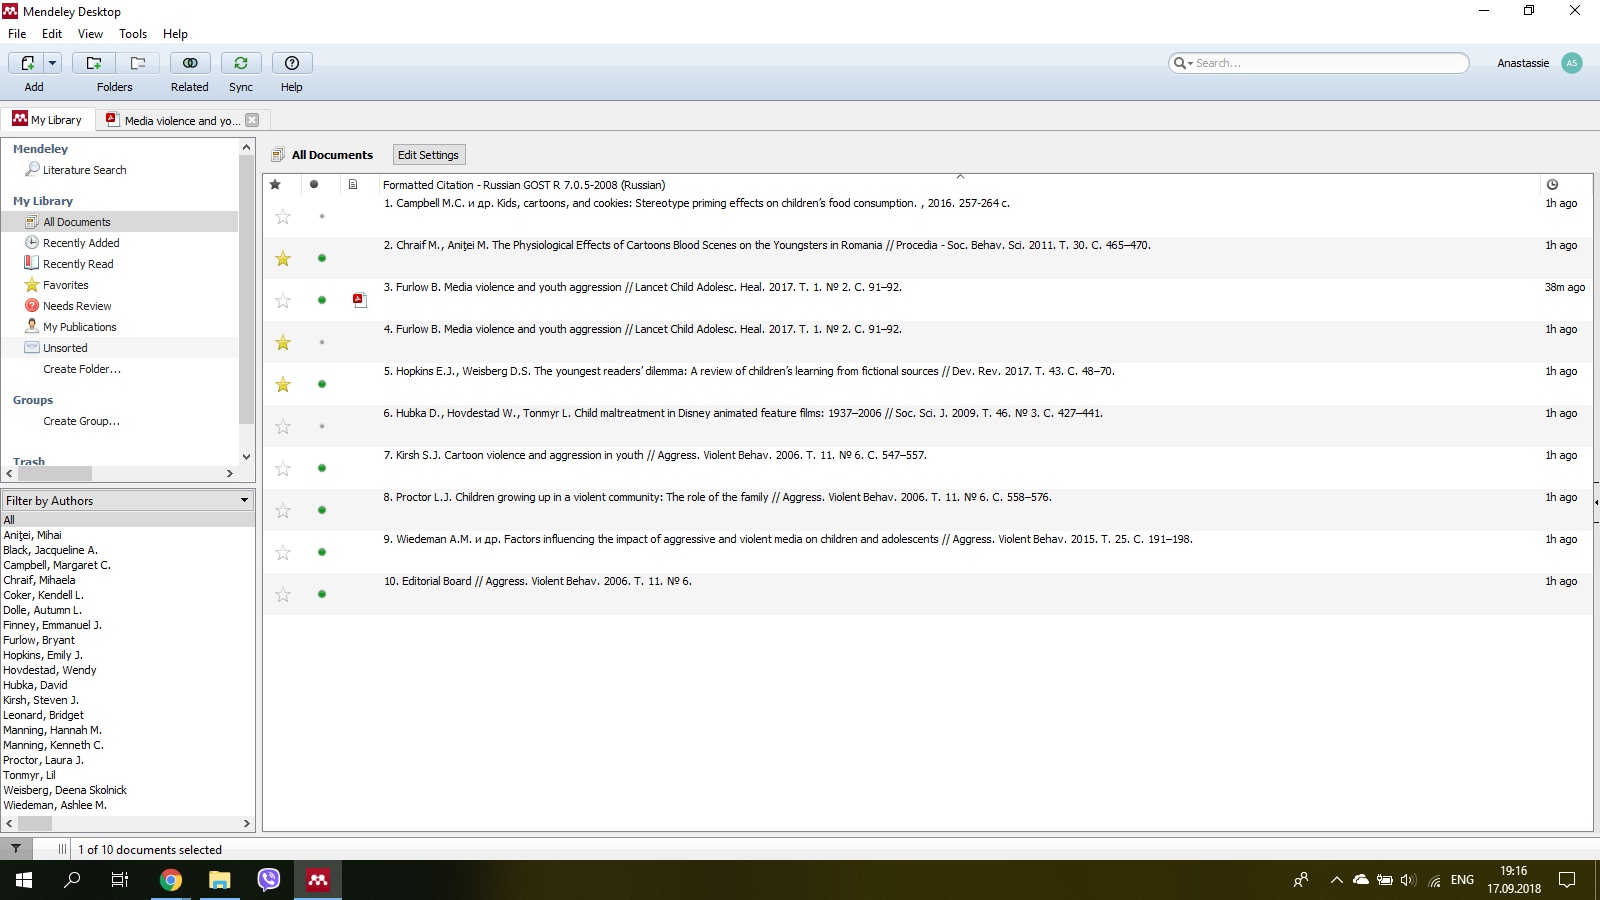 Mendeley Desktop
File Edit View Tools Help
Search...
Anastassie AS
Add Folders Related Sync Help
My Library Media violence and yo...
Mendeley
Literature Search
My Library
All Documents
Recently Added
Recently Read
Favorites
Needs Review
My Publications
Unsorted
Create Folder...
Groups
Create Group...
Trash
Filter by Authors
All
Aniţei, Mihai
Black, Jacqueline A.
Campbell, Margaret C.
Chraif, Mihaela
Coker, Kendell L.
Dolle, Autumn L.
Finney, Emmanuel J.
Furlow, Bryant
Hopkins, Emily J.
Hovdestad, Wendy
Hubka, David
Kirsh, Steven J.
Leonard, Bridget
Manning, Hannah M.
Manning, Kenneth C.
Proctor, Laura J.
Tonmyr, Lil
Weisberg, Deena Skolnick
Wiedeman, Ashlee M.
All Documents Edit Settings
Formatted Citation - Russian GOST R 7.0.5-2008 (Russian)
1. Campbell M.C. и др. Kids, cartoons, and cookies: Stereotype priming effects on children’s food consumption. , 2016. 257-264 с. 1h ago
2. Chraif M., Aniţei M. The Physiological Effects of Cartoons Blood Scenes on the Youngsters in Romania // Procedia - Soc. Behav. Sci. 2011. Т. 30. С. 465–470. 1h ago
3. Furlow B. Media violence and youth aggression // Lancet Child Adolesc. Heal. 2017. Т. 1. № 2. С. 91–92. 38m ago
4. Furlow B. Media violence and youth aggression // Lancet Child Adolesc. Heal. 2017. Т. 1. № 2. С. 91–92. 1h ago
5. Hopkins E.J., Weisberg D.S. The youngest readers’ dilemma: A review of children’s learning from fictional sources // Dev. Rev. 2017. Т. 43. С. 48–70. 1h ago
6. Hubka D., Hovdestad W., Tonmyr L. Child maltreatment in Disney animated feature films: 1937–2006 // Soc. Sci. J. 2009. Т. 46. № 3. С. 427–441. 1h ago
7. Kirsh S.J. Cartoon violence and aggression in youth // Aggress. Violent Behav. 2006. Т. 11. № 6. С. 547–557. 1h ago
8. Proctor L.J. Children growing up in a violent community: The role of the family // Aggress. Violent Behav. 2006. Т. 11. № 6. С. 558–576. 1h ago
9. Wiedeman A.M. и др. Factors influencing the impact of aggressive and violent media on children and adolescents // Aggress. Violent Behav. 2015. Т. 25. С. 191–198. 1h ago
10. Editorial Board // Aggress. Violent Behav. 2006. Т. 11. № 6. 1h ago
1 of 10 documents selected
ENG
19:16
17.09.2018